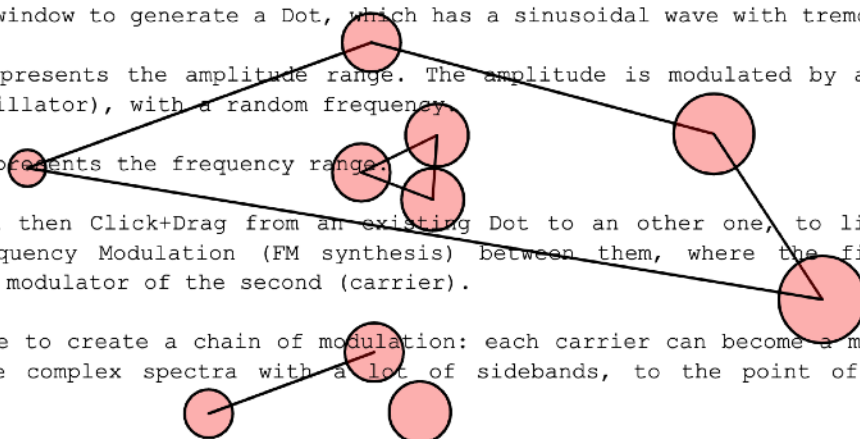 window to generate a Dot, which has a sinusoidal wave with tremo
presents the amplitude range. The amplitude is modulated by a
illator), with a random frequency.
presents the frequency range.
then Click+Drag from an existing Dot to an other one, to li
quency Modulation (FM synthesis) between them, where the fi
modulator of the second (carrier).
e to create a chain of modulation: each carrier can become a m
e complex spectra with a lot of sidebands, to the point of